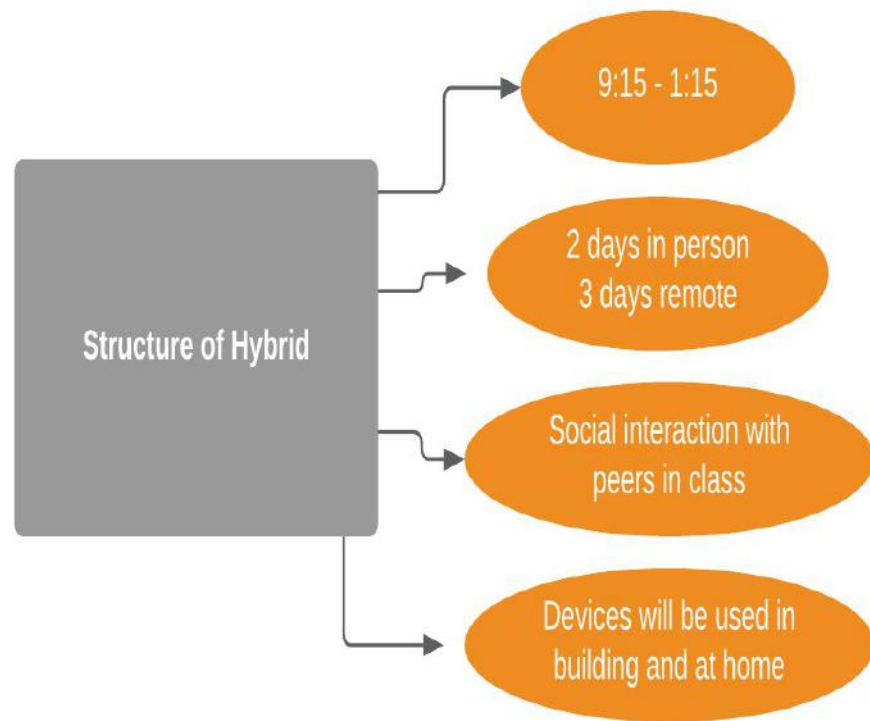 Structure of Hybrid
9:15 - 1:15
2 days in person
3 days remote
Social interaction with
peers in class
Devices will be used in
building and at home